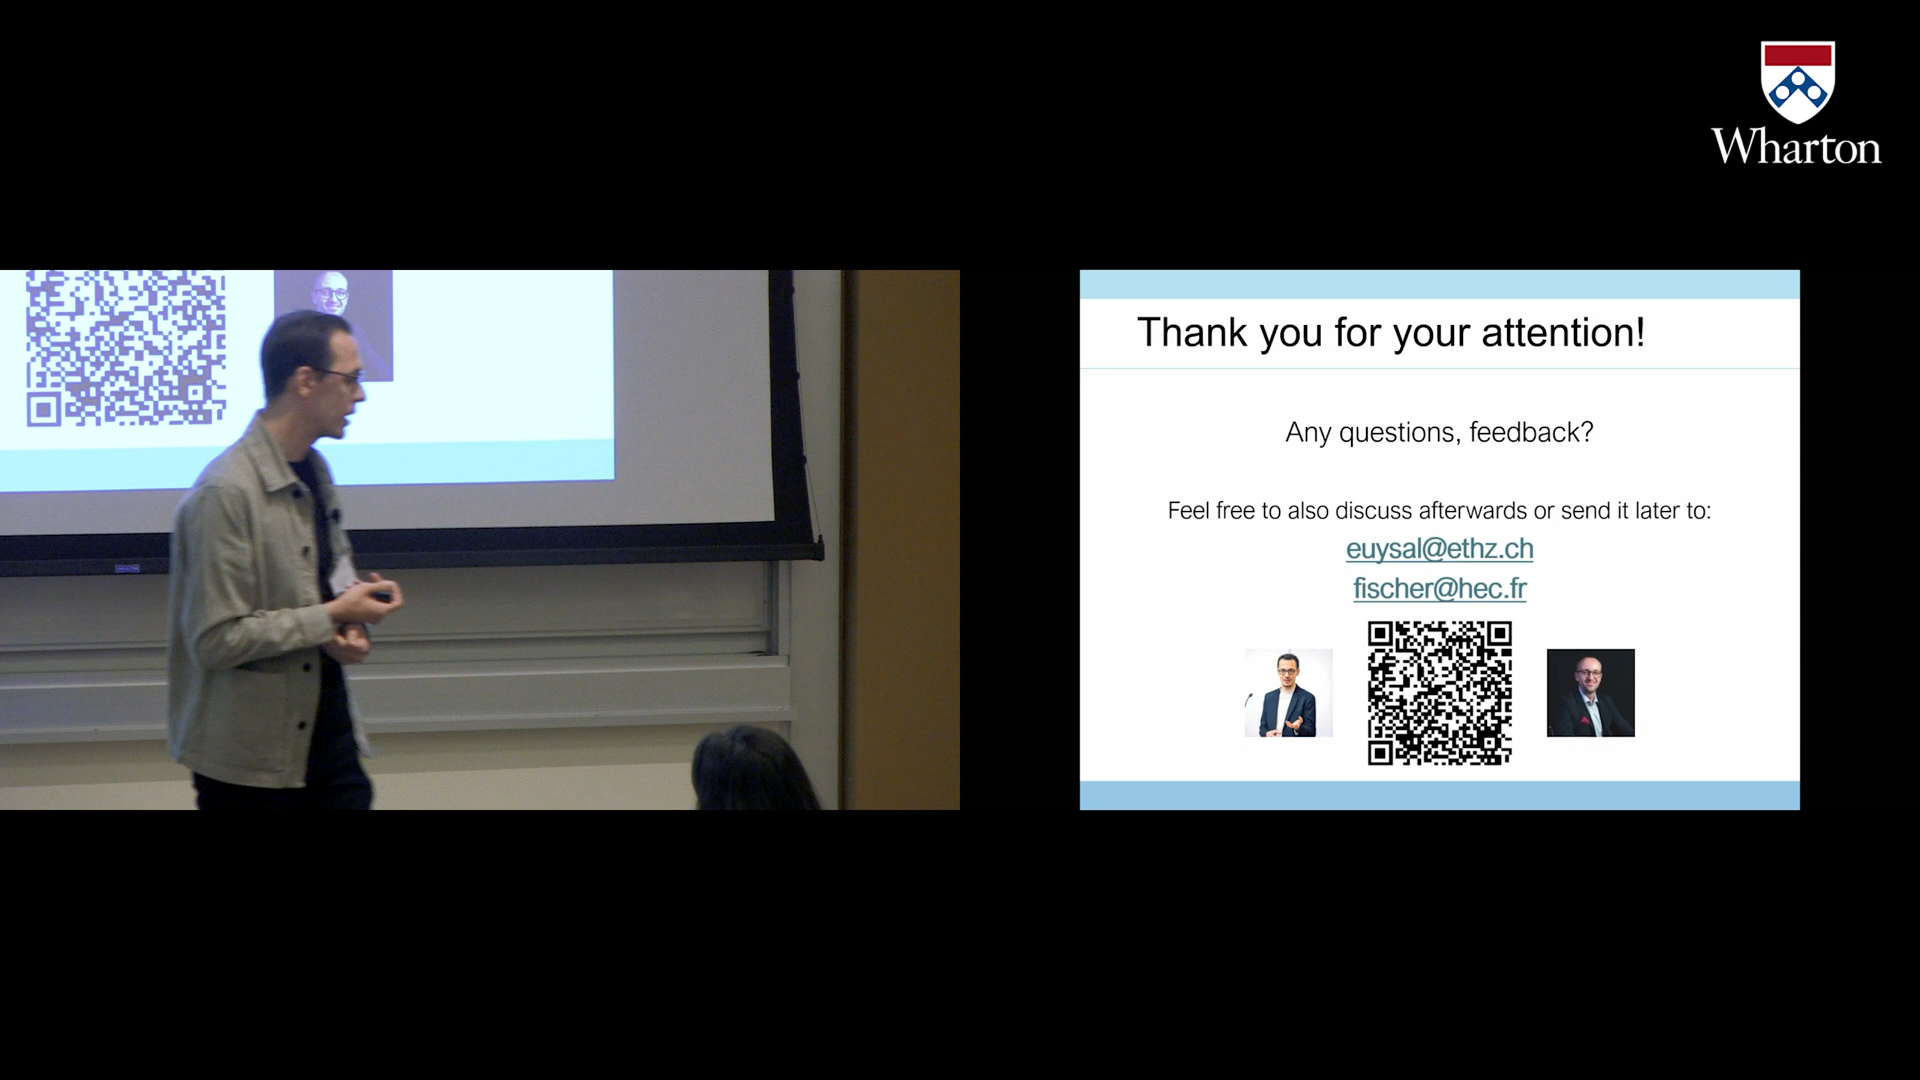 Wharton
Thank you for your attention!
Any questions, feedback?
Feel free to also discuss afterwards or send it later to:
euysal@ethz.ch
fischer@hec.fr